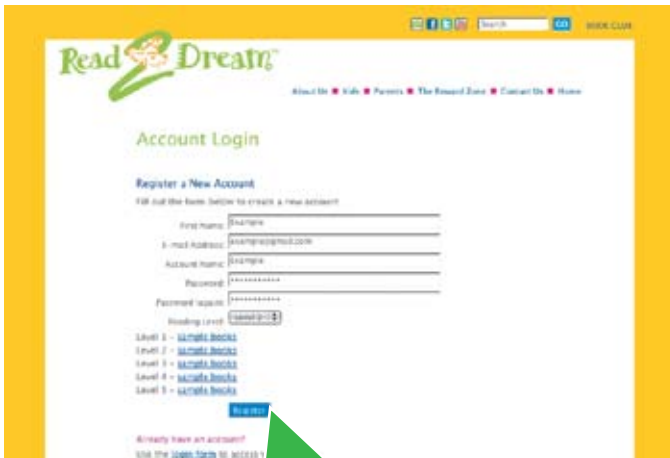 Search GO BOOK CLUB
Read 2 Dream
About Us Kids Parents The Reward Zone Contact Us Home
Account Login
Register a New Account
Fill out the form below to create a new account
First Name: Example
E-mail Address: example@gmail.com
Account Name: Example
Password: ***********
Password (again): ***********
Reading Level:
Level 1 - sample books
Level 2 - sample books
Level 3 - sample books
Level 4 - sample books
Level 5 - sample books
Register
Already have an account?
Use the login form to access